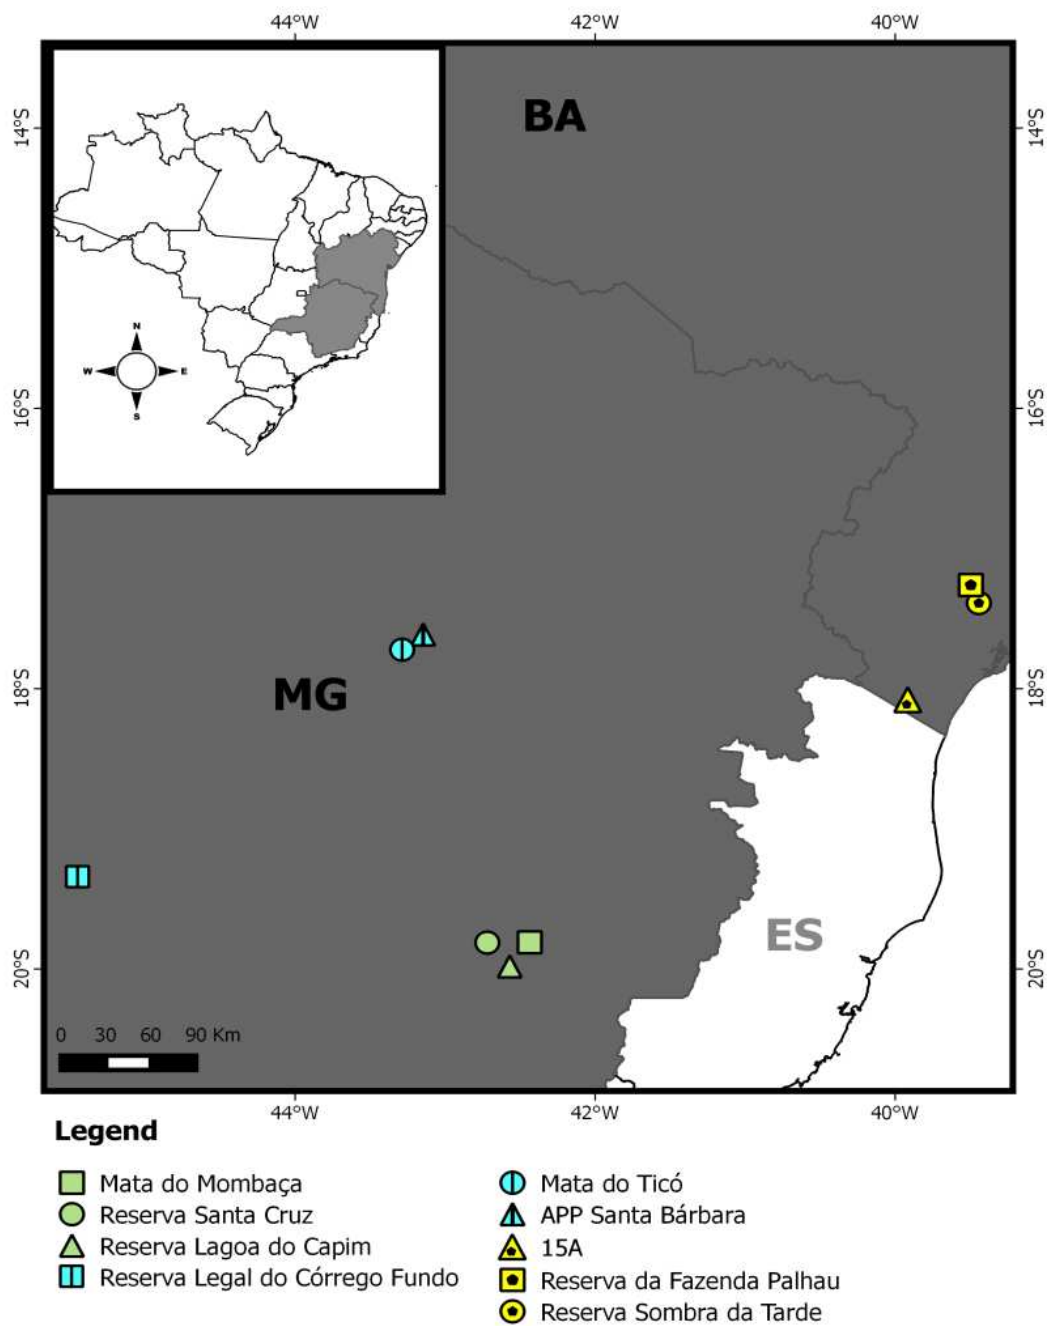 44°W 42°W 40°W
BA
14°S 14°S
N
W E
S
16°S 16°S
MG
18°S 18°S
ES
20°S 20°S
0 30 60 90 Km
44°W 42°W 40°W
Legend
Mata do Mombaça
Reserva Santa Cruz
Reserva Lagoa do Capim
Reserva Legal do Córrego Fundo
Mata do Ticó
APP Santa Bárbara
15A
Reserva da Fazenda Palhau
Reserva Sombra da Tarde